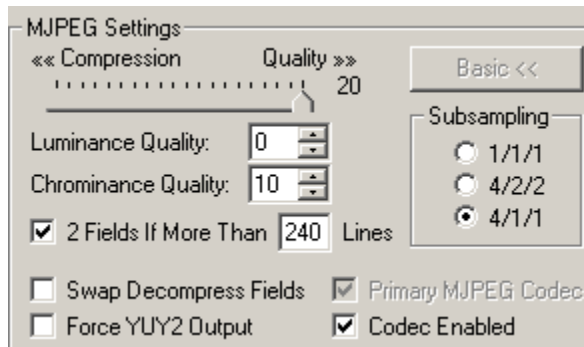 MJPEG Settings
«« Compression Quality »»
20
Basic <<
Luminance Quality: 0
Chrominance Quality: 10
2 Fields If More Than 240 Lines
Subsampling
1/1/1
4/2/2
4/1/1
Swap Decompress Fields
Primary MJPEG Codec
Force YUY2 Output
Codec Enabled